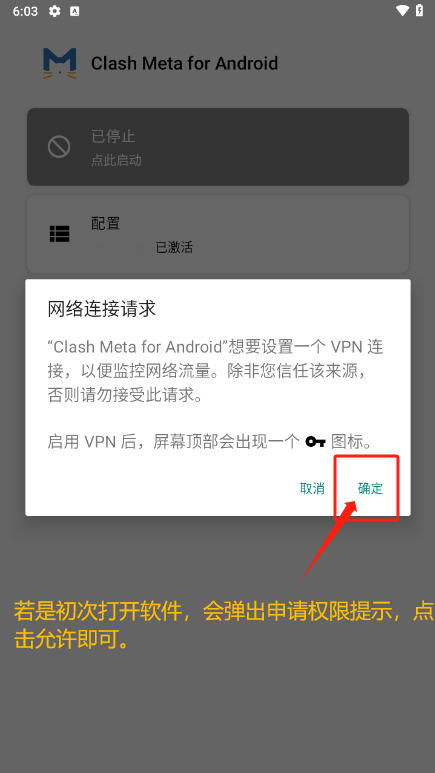 6:03
Clash Meta for Android
已停止
点此启动
配置
已激活
网络连接请求
“Clash Meta for Android”想要设置一个 VPN 连
接，以便监控网络流量。除非您信任该来源，
否则请勿接受此请求。
启用 VPN 后，屏幕顶部会出现一个 图标。
取消 确定
若是初次打开软件，会弹出申请权限提示，点
击允许即可。